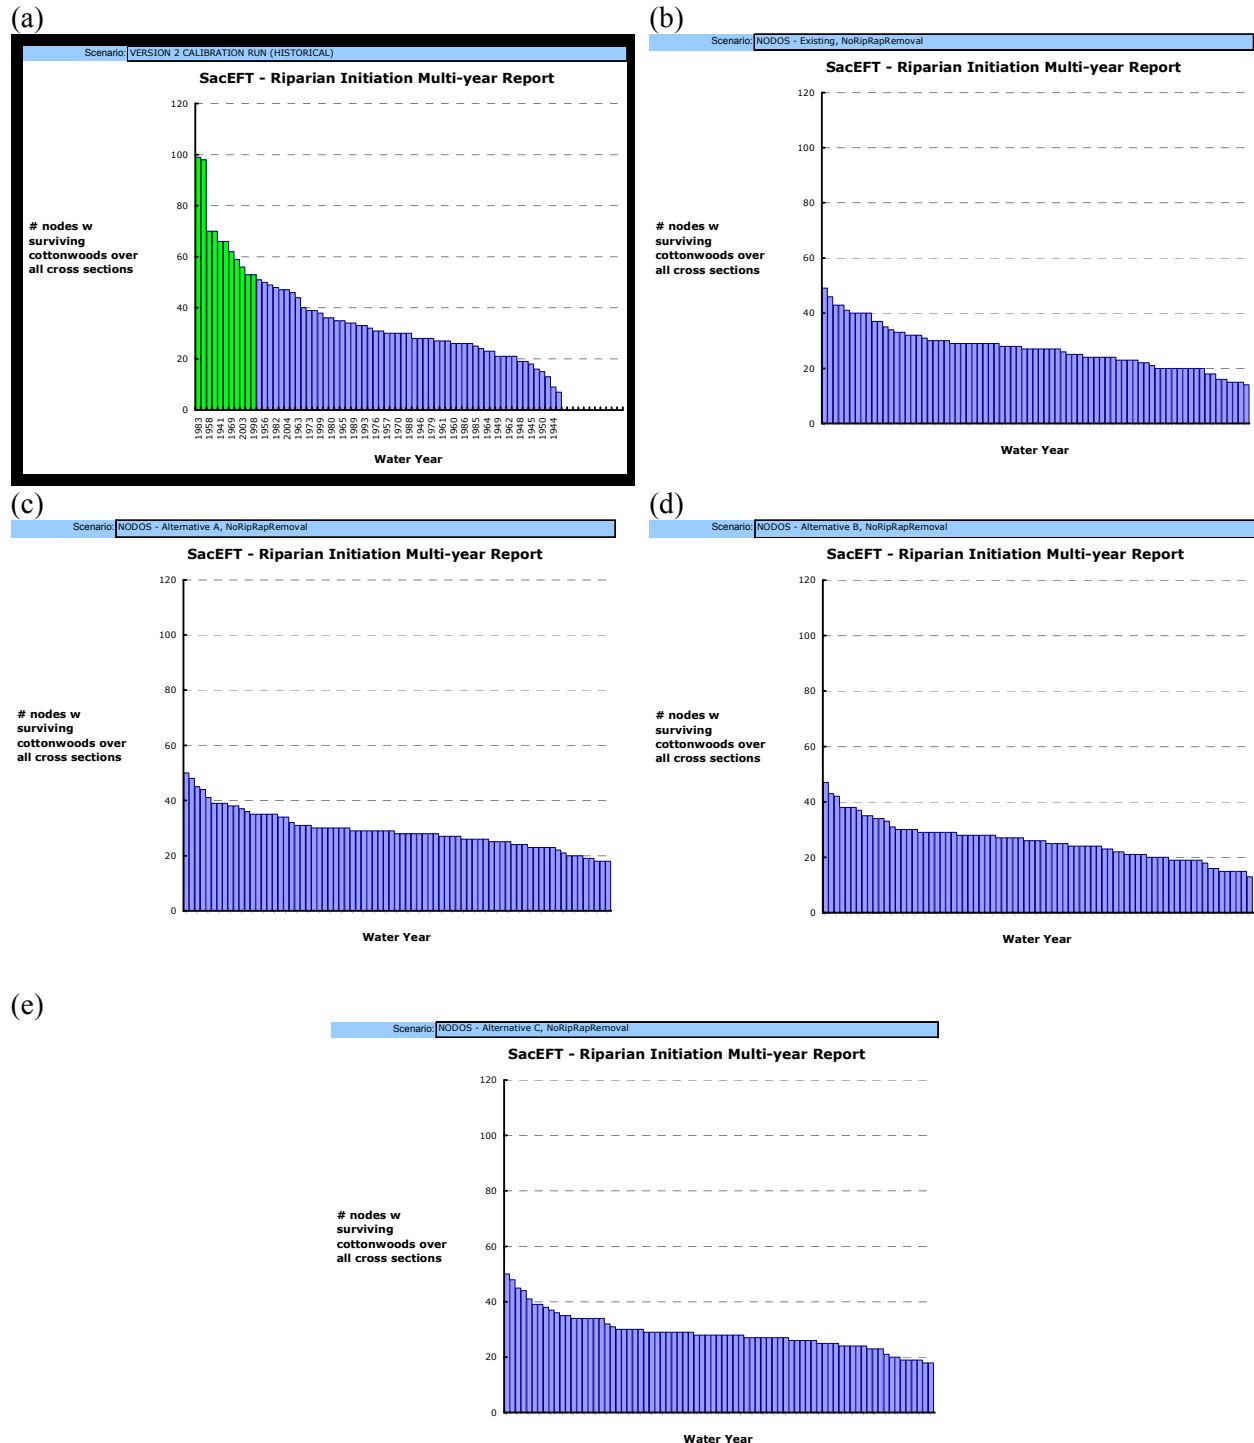 (a)
Scenario: VERSION 2 CALIBRATION RUN (HISTORICAL)
SacEFT - Riparian Initiation Multi-year Report
120
100
80
60
40
20
0
# nodes w
surviving
cottonwoods over
all cross sections
1983 1958 1941 1969 2003 1998 1956 1982 2004 1963 1973 1999 1980 1965 1989 1993 1976 1957 1970 1988 1946 1979 1961 1960 1986 1985 1964 1949 1962 1948 1945 1950 1944
Water Year
(b)
Scenario: NODOS - Existing, NoRipRapRemoval
SacEFT - Riparian Initiation Multi-year Report
120
100
80
60
40
20
0
# nodes w
surviving
cottonwoods over
all cross sections
Water Year
(c)
Scenario: NODOS - Alternative A, NoRipRapRemoval
SacEFT - Riparian Initiation Multi-year Report
120
100
80
60
40
20
0
# nodes w
surviving
cottonwoods over
all cross sections
Water Year
(d)
Scenario: NODOS - Alternative B, NoRipRapRemoval
SacEFT - Riparian Initiation Multi-year Report
120
100
80
60
40
20
0
# nodes w
surviving
cottonwoods over
all cross sections
Water Year
(e)
Scenario: NODOS - Alternative C, NoRipRapRemoval
SacEFT - Riparian Initiation Multi-year Report
120
100
80
60
40
20
0
# nodes w
surviving
cottonwoods over
all cross sections
Water Year